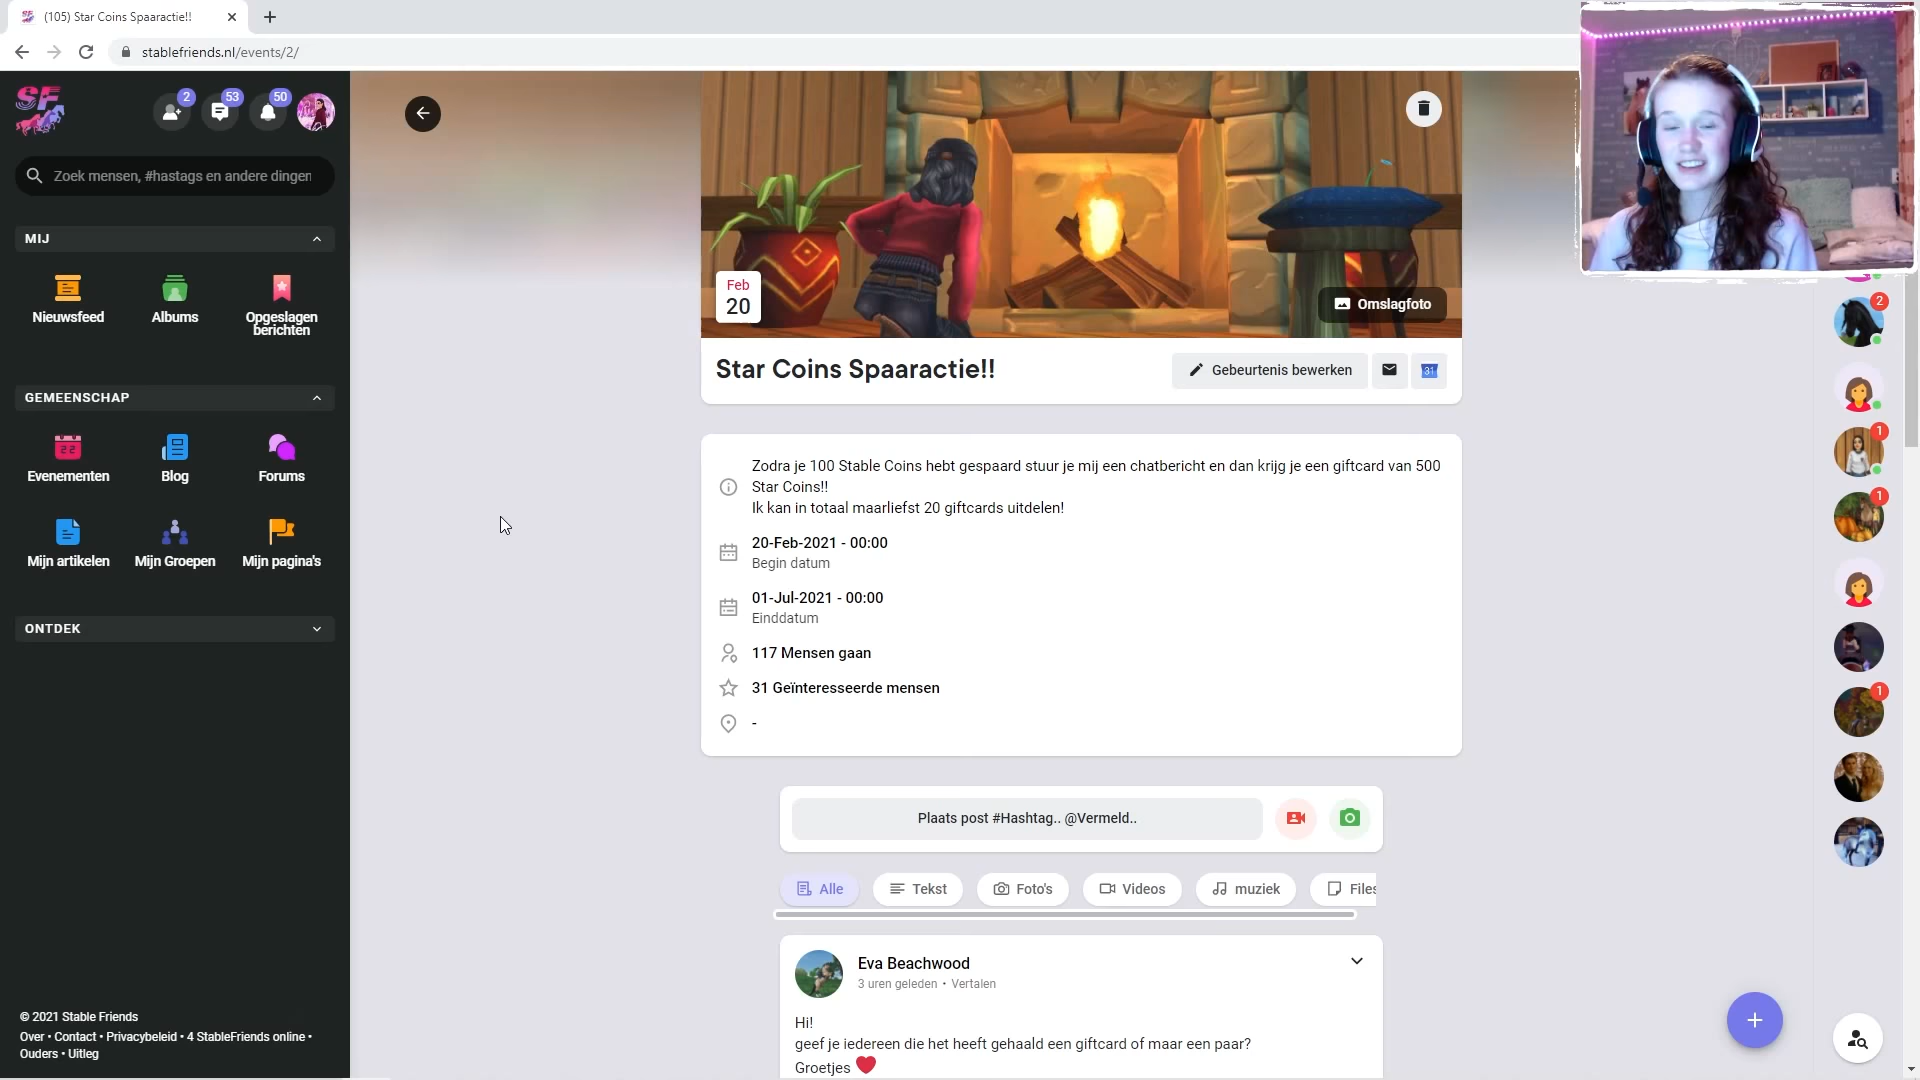 (105) Star Coins Spaaractie!!
stablefriends.nl/events/2/
SF
2
53
50
Zoek mensen, #hastags en andere dingen
MIJ
Nieuwsfeed
Albums
Opgeslagen
berichten
GEMEENSCHAP
22
Evenementen
Blog
Forums
Mijn artikelen
Mijn Groepen
Mijn pagina's
ONTDEK
© 2021 Stable Friends
Over • Contact • Privacybeleid • 4 StableFriends online •
Ouders • Uitleg
Feb
20
Omslagfoto
Star Coins Spaaractie!!
Gebeurtenis bewerken
31
Zodra je 100 Stable Coins hebt gespaard stuur je mij een chatbericht en dan krijg je een giftcard van 500
Star Coins!!
Ik kan in totaal maarliefst 20 giftcards uitdelen!
20-Feb-2021 - 00:00
Begin datum
01-Jul-2021 - 00:00
Einddatum
117 Mensen gaan
31 Geïnteresseerde mensen
-
Plaats post #Hashtag.. @Vermeld..
Alle
Tekst
Foto's
Videos
muziek
Files
Eva Beachwood
3 uren geleden • Vertalen
Hi!
geef je iedereen die het heeft gehaald een giftcard of maar een paar?
Groetjes ❤
2
1
1
1